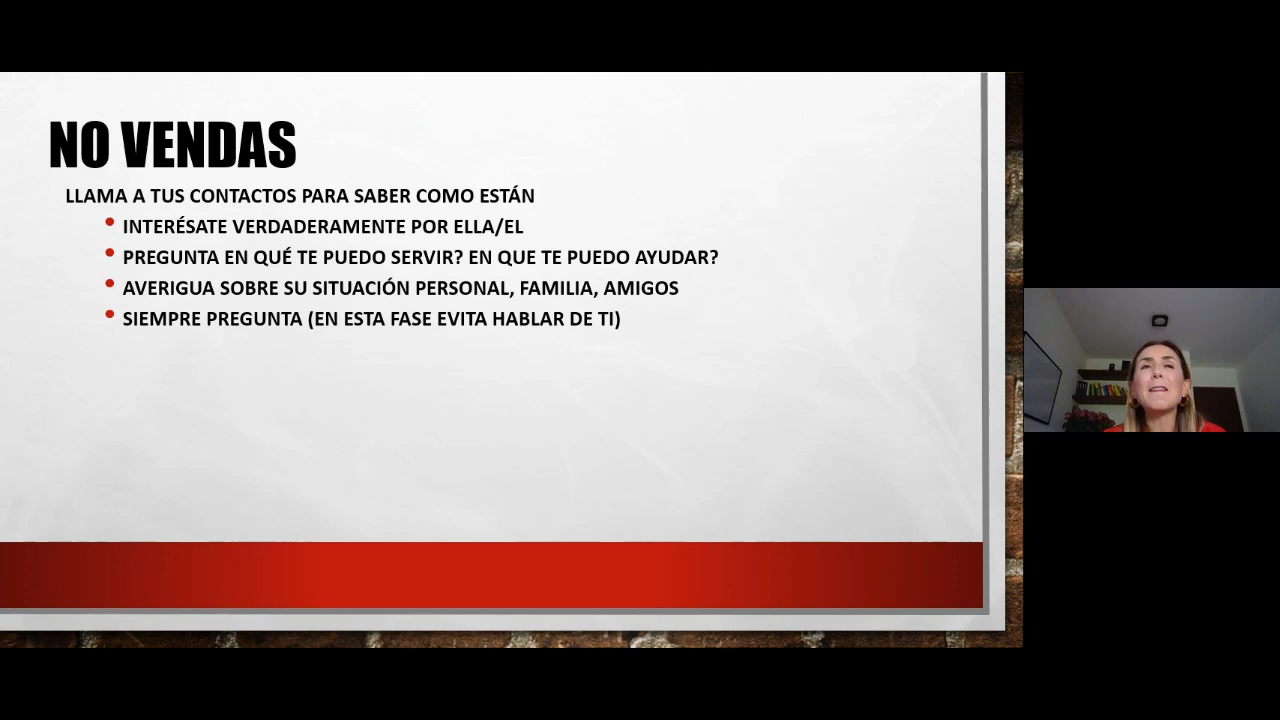 NO VENDAS
LLAMA A TUS CONTACTOS PARA SABER COMO ESTÁN
INTERÉSATE VERDADERAMENTE POR ELLA/EL
PREGUNTA EN QUÉ TE PUEDO SERVIR? EN QUE TE PUEDO AYUDAR?
AVERIGUA SOBRE SU SITUACIÓN PERSONAL, FAMILIA, AMIGOS
SIEMPRE PREGUNTA (EN ESTA FASE EVITA HABLAR DE TI)